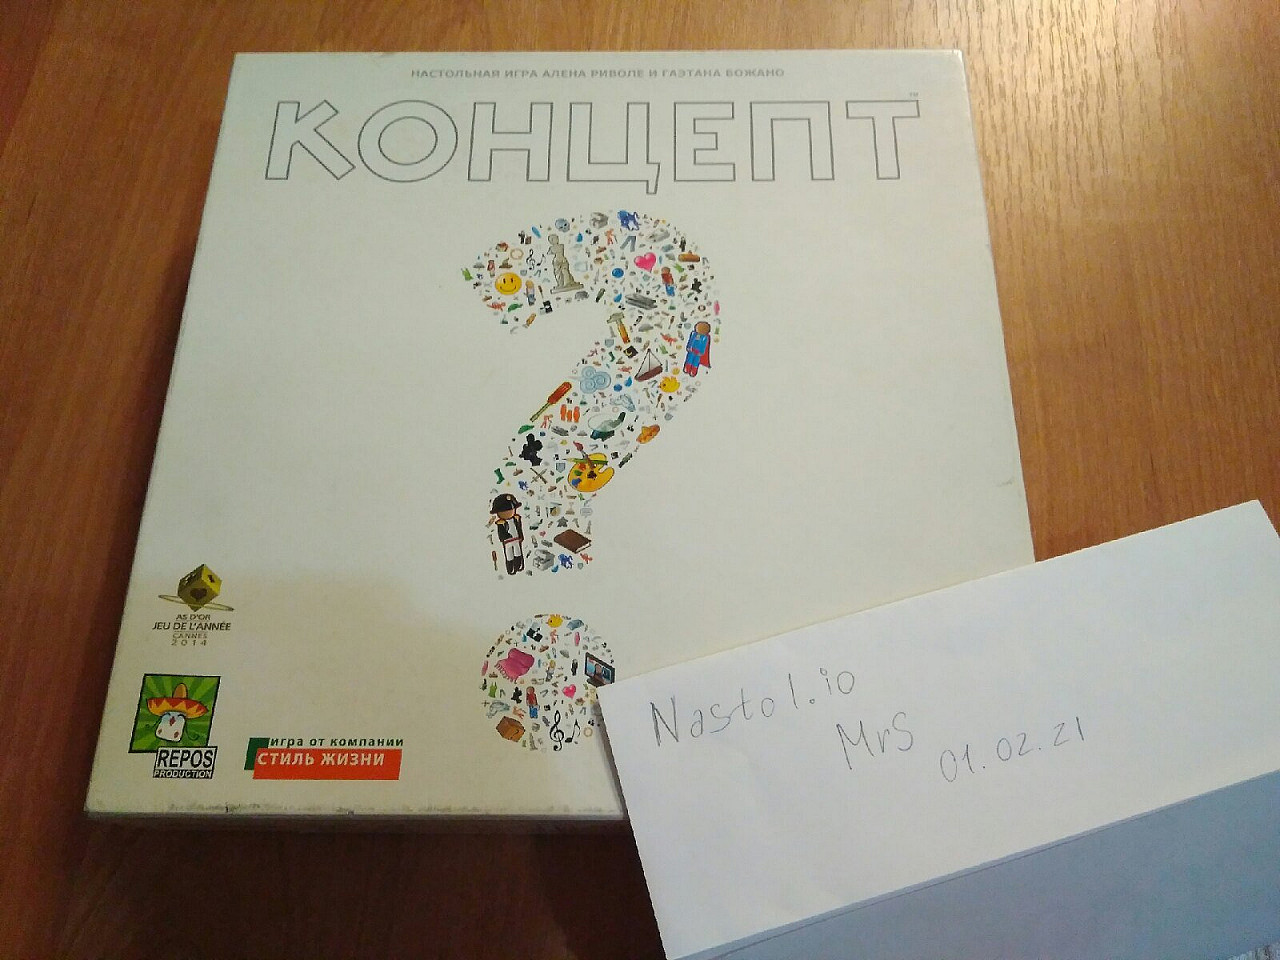 НАСТОЛЬНАЯ ИГРА АЛЕНА РИВОЛЕ И ГАЭТАНА БОЖАНО
КОНЦЕПТ
TM
AS D'OR
JEU DE L'ANNÉE
CANNES
2014
REPOS
PRODUCTION
игра от компании
СТИЛЬ ЖИЗНИ
Nastol.io
MrS
01.02.21